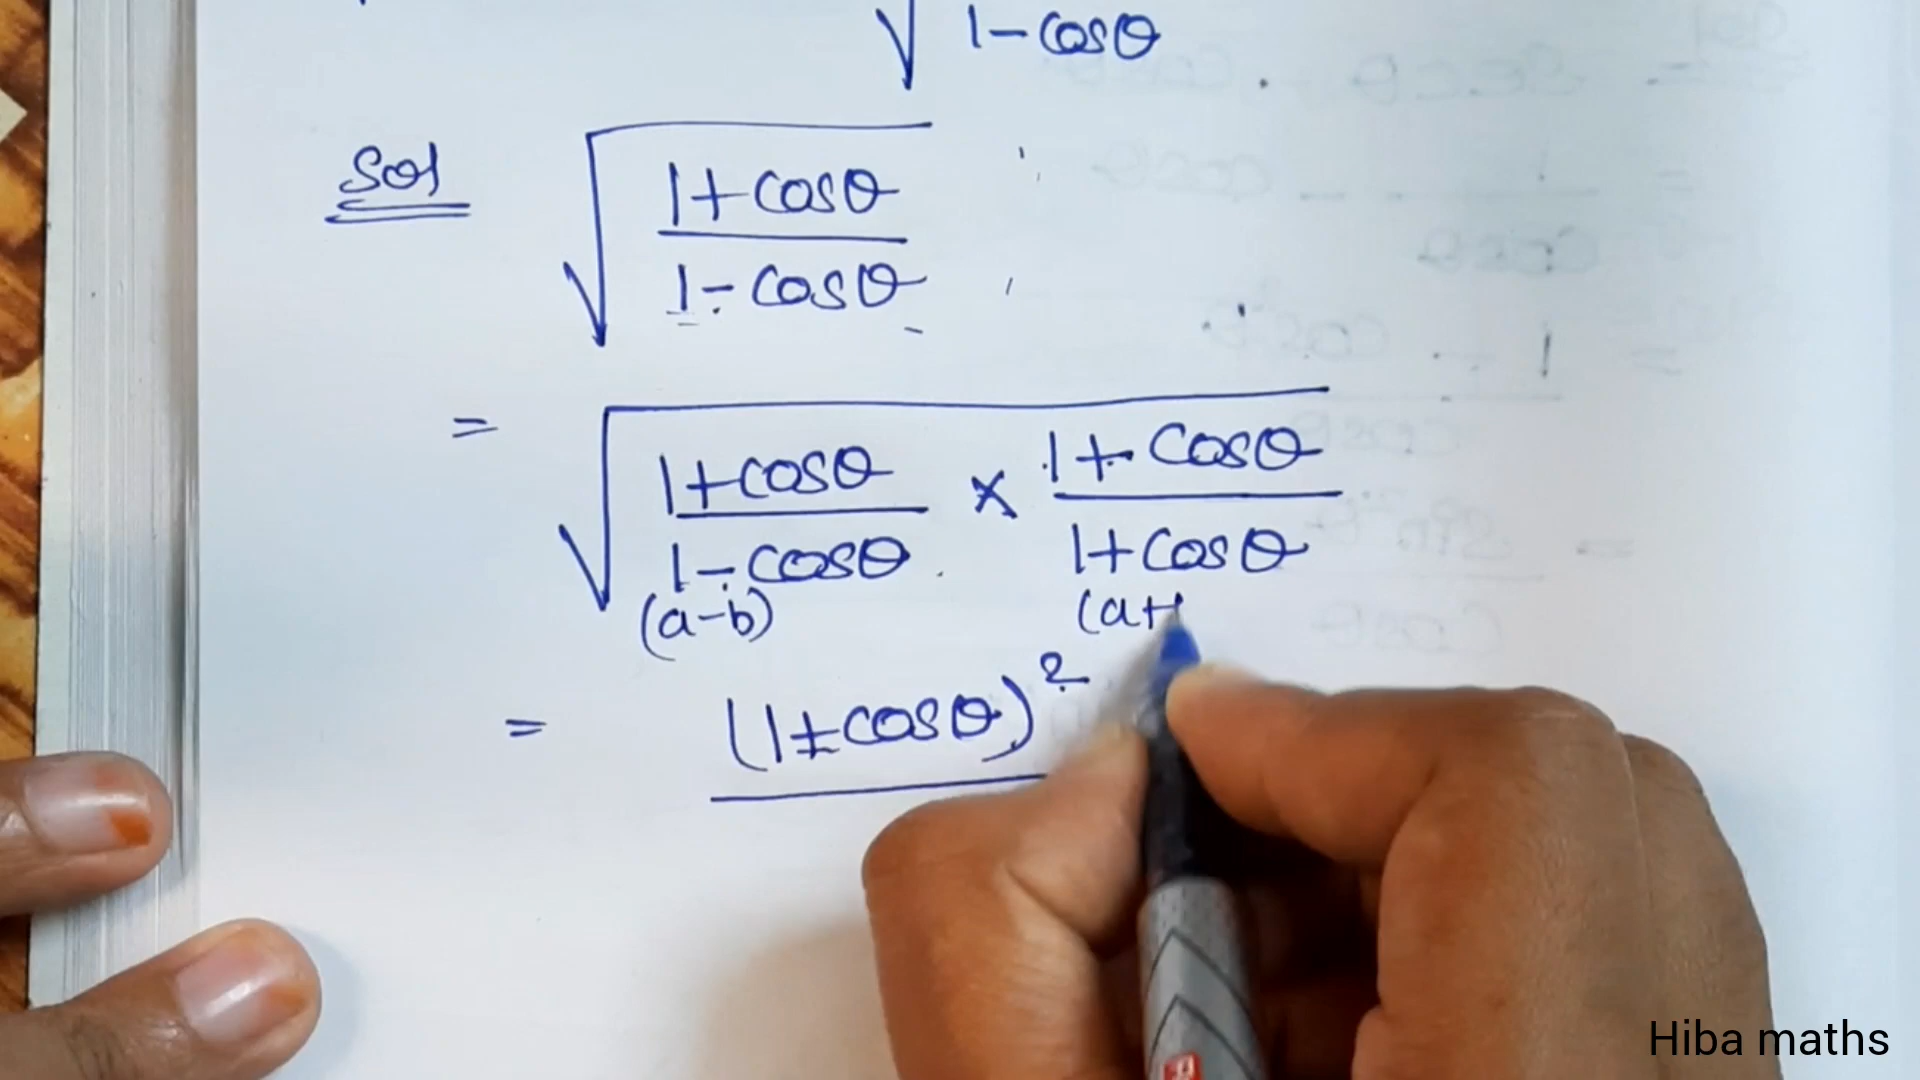 √ 1-cosθ
Sol √ 1+cosθ / 1-cosθ
= √ 1+cosθ / 1-cosθ × 1+cosθ / 1+cosθ
(a-b) (a+
= (1+cosθ)²
Hiba maths